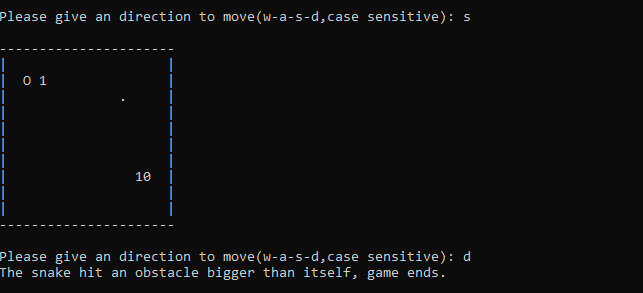 Please give an direction to move(w-a-s-d,case sensitive): s
---------------------
|                    |
|  O 1               |
|              .     |
|                    |
|                    |
|                    |
|                    |
|                10  |
|                    |
|                    |
---------------------
Please give an direction to move(w-a-s-d,case sensitive): d
The snake hit an obstacle bigger than itself, game ends.